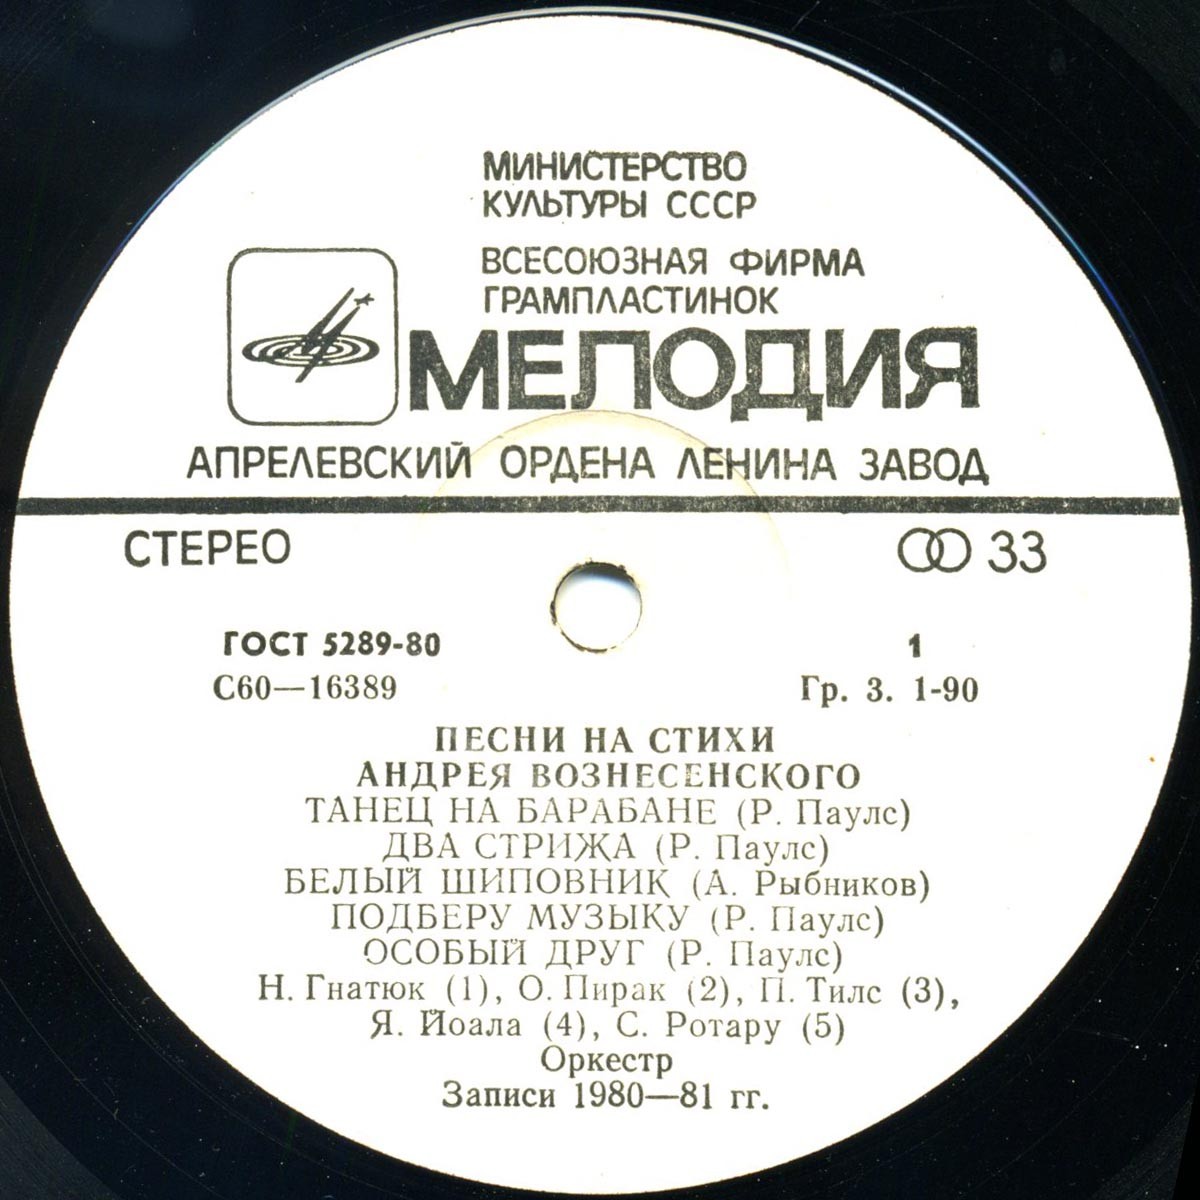 МИНИСТЕРСТВО
КУЛЬТУРЫ СССР
ВСЕСОЮЗНАЯ ФИРМА
ГРАМПЛАСТИНОК
МЕЛОДИЯ
АПРЕЛЕВСКИЙ ОРДЕНА ЛЕНИНА ЗАВОД
СТЕРЕО 33
ГОСТ 5289-80 1
С60—16389 Гр. 3. 1-90
ПЕСНИ НА СТИХИ
АНДРЕЯ ВОЗНЕСЕНСКОГО
ТАНЕЦ НА БАРАБАНЕ (Р. Паулс)
ДВА СТРИЖА (Р. Паулс)
БЕЛЫЙ ШИПОВНИК (А. Рыбников)
ПОДБЕРУ МУЗЫКУ (Р. Паулс)
ОСОБЫЙ ДРУГ (Р. Паулс)
Н. Гнатюк (1), О. Пирак (2), П. Тилс (3),
Я. Йоала (4), С. Ротару (5)
Оркестр
Записи 1980—81 гг.